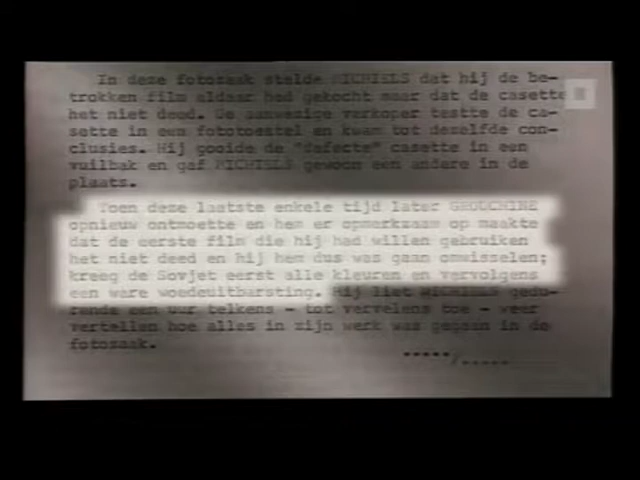 In deze fotozaak stelde MICHIELS dat hij de be-
trokken film aldaar had gekocht maar dat de casette
het niet deed. De aanwezige verkoper testte de ca-
sette in een fototoestel en kwam tot dezelfde con-
clusies. Hij gooide de "defecte" casette in een
vuilbak en gaf MICHIELS gewoon een andere in de
plaats.
Toen deze laatste enkele tijd later GROUCHINE
opnieuw ontmoette en hem er opmerkzaam op maakte
dat de eerste film die hij had willen gebruiken
het niet deed en hij hem dus was gaan omwisselen;
kreeg de Sovjet eerst alle kleuren en vervolgens
een ware woedeuitbarsting. Hij liet MICHIELS gedu-
rende een uur telkens - tot vervelens toe - weer
vertellen hoe alles in zijn werk was gegaan in de
fotozaak.
...../.....